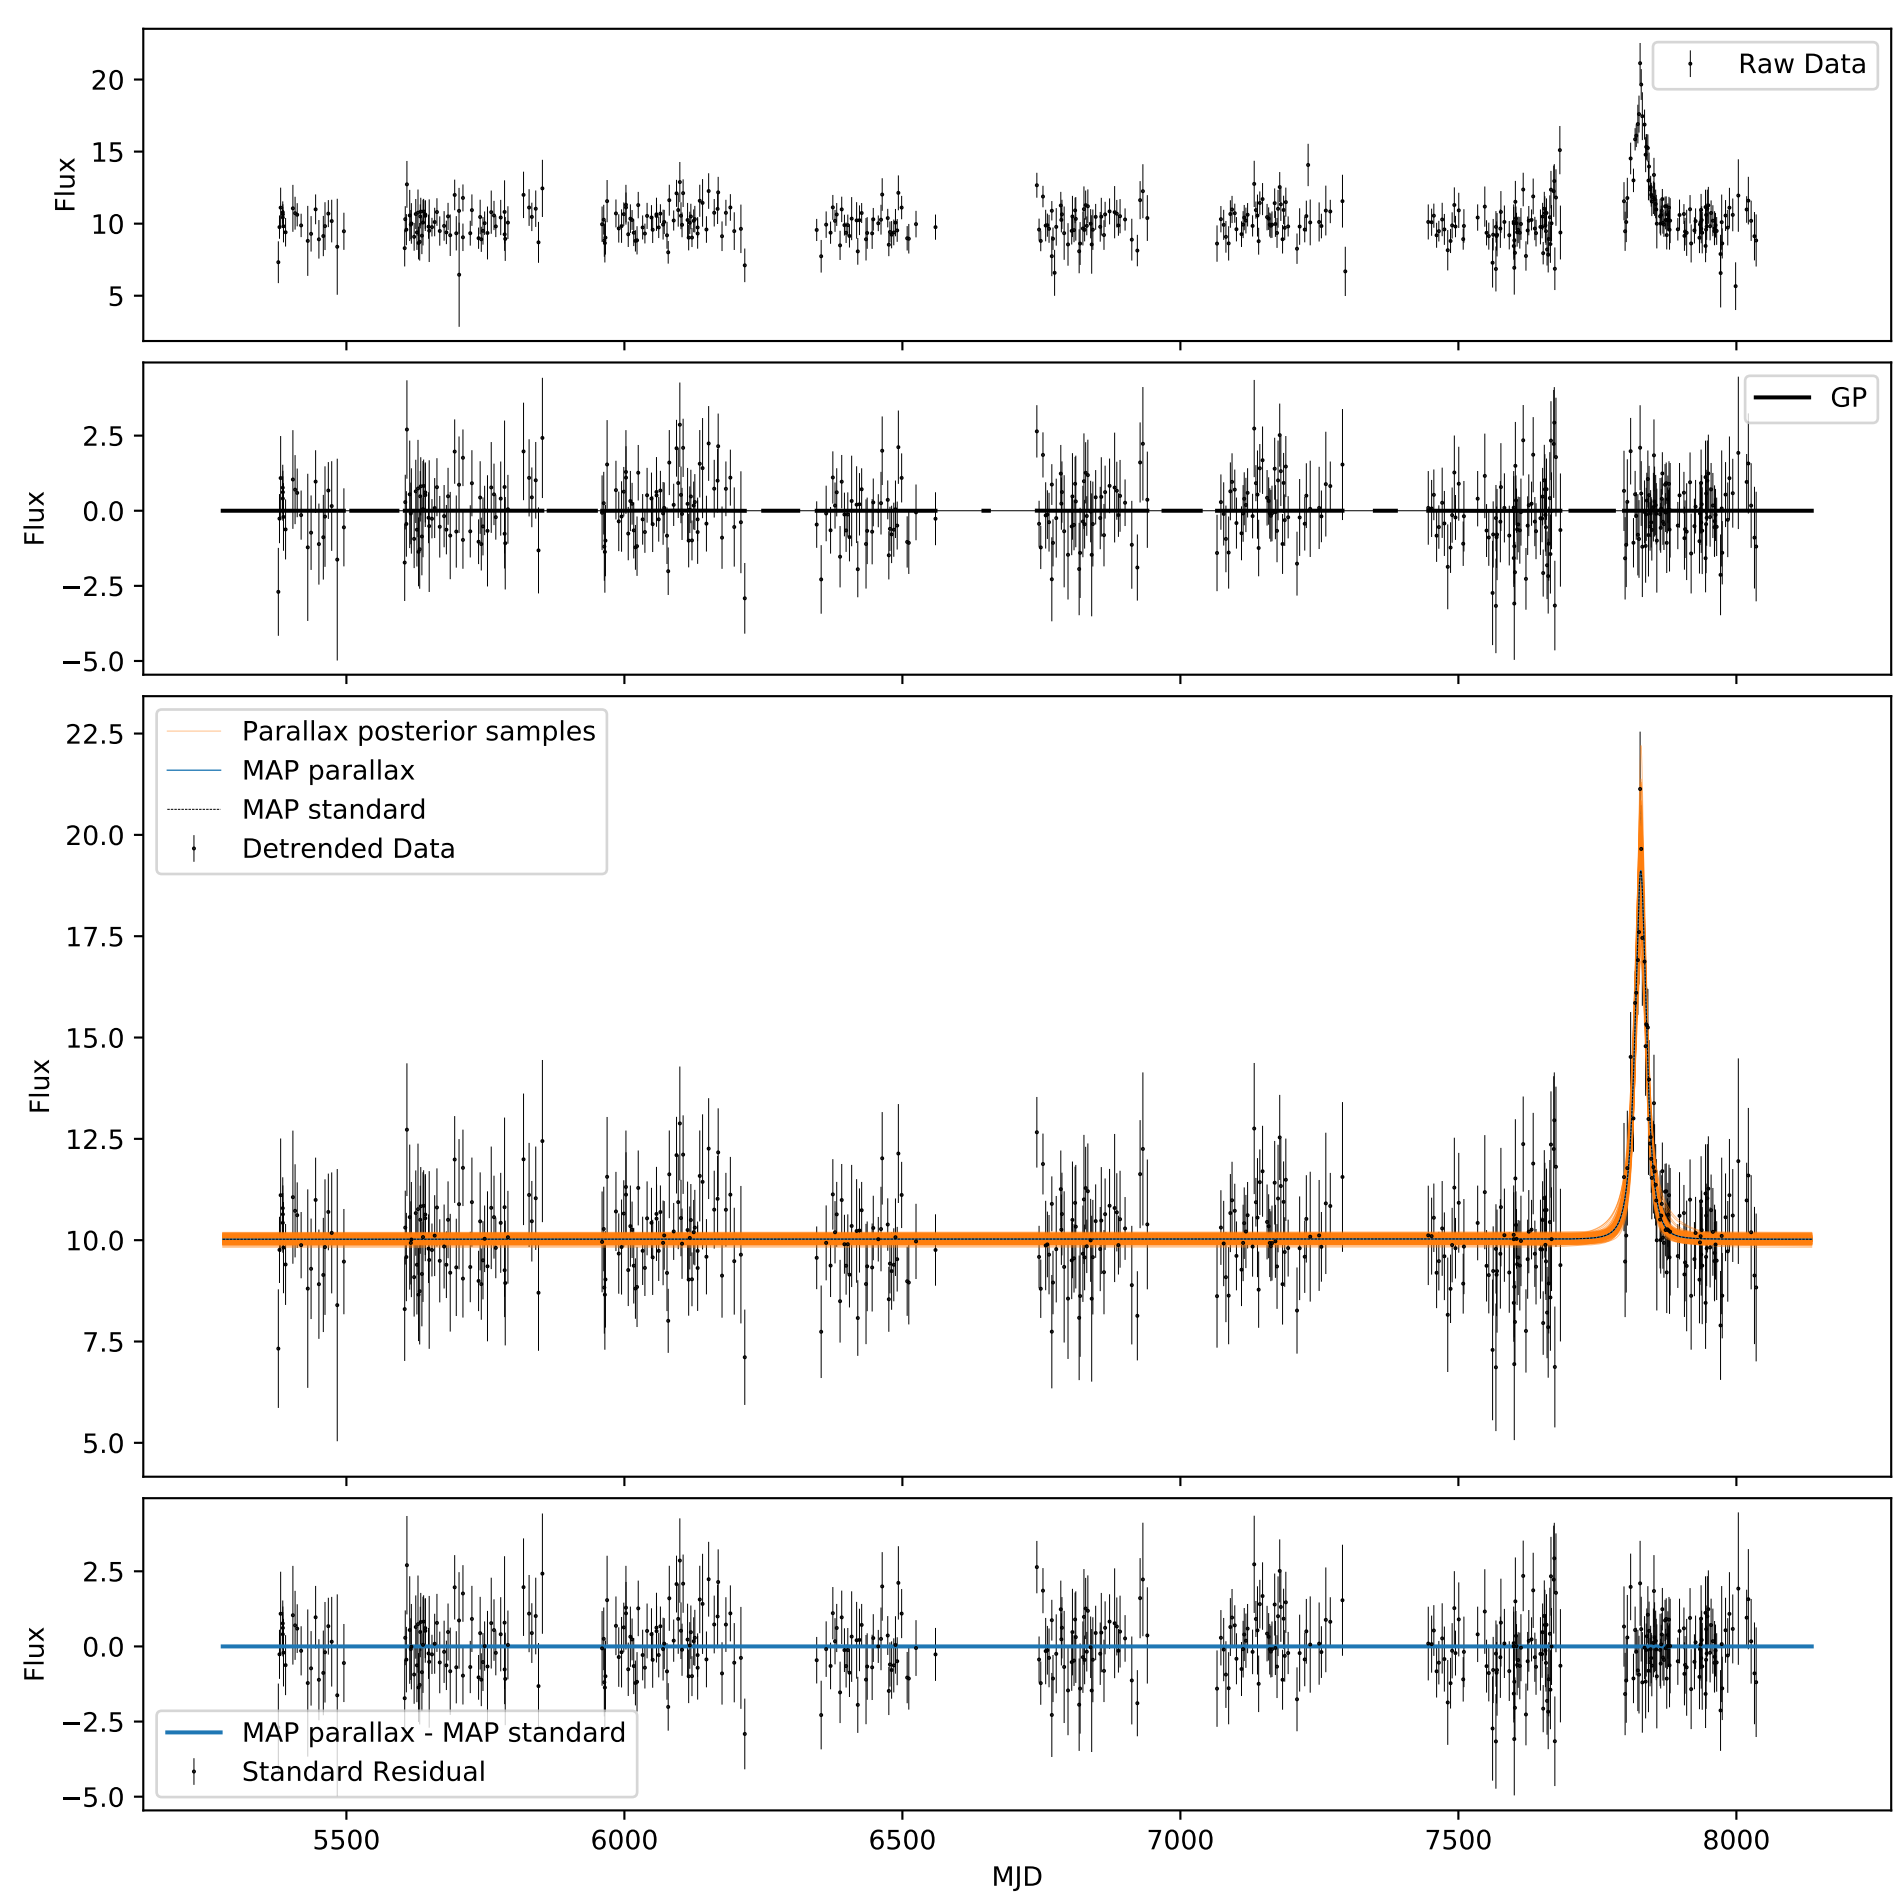 20
15
10
5
Flux
Raw Data
2.5
0.0
−2.5
−5.0
Flux
GP
22.5
20.0
17.5
15.0
12.5
10.0
7.5
5.0
Flux
Parallax posterior samples
MAP parallax
MAP standard
Detrended Data
2.5
0.0
−2.5
−5.0
Flux
MAP parallax - MAP standard
Standard Residual
5500 6000 6500 7000 7500 8000
MJD